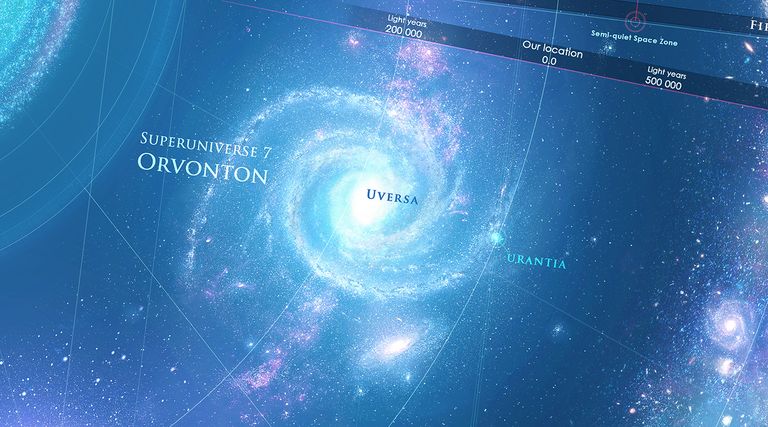 Light years
200 000
Our location
0,0
Semi-quiet Space Zone
Light years
500 000
Superuniverse 7
Orvonton
Uversa
urantia